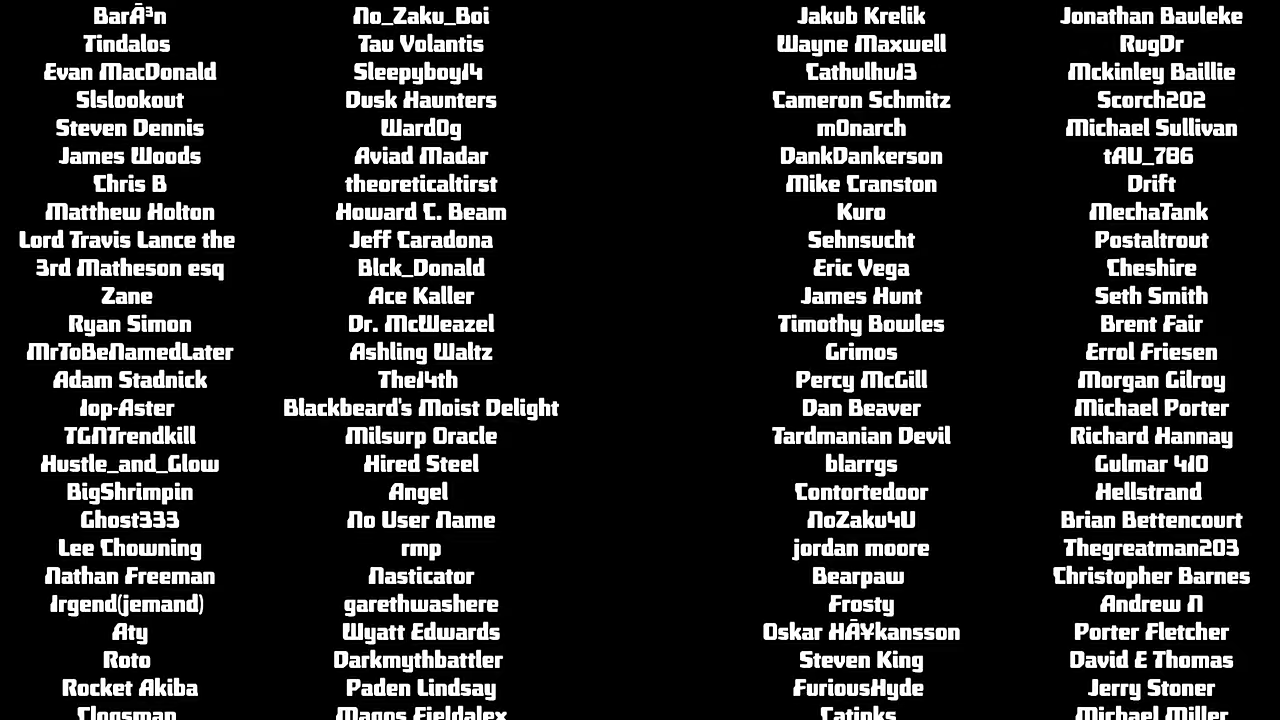 BarÃ³n
Tindalos
Evan MacDonald
Slslookout
Steven Dennis
James Woods
Chris B
Matthew Holton
Lord Travis Lance the
3rd Matheson esq
Zane
Ryan Simon
MrToBeNamedLater
Adam Stadnick
Jop-Aster
TGNTrendkill
Hustle_and_Glow
BigShrimpin
Ghost333
Lee Chowning
Nathan Freeman
Irgend(jemand)
Aty
Roto
Rocket Akiba
Clogsman
No_Zaku_Boi
Tau Volantis
Sleepyboy14
Dusk Haunters
Ward0g
Aviad Madar
theoreticaltirst
Howard C. Beam
Jeff Caradona
Blck_Donald
Ace Kaller
Dr. McWeazel
Ashling Waltz
The14th
Blackbeard's Moist Delight
Milsurp Oracle
Hired Steel
Angel
No User Name
rmp
Nasticator
garethwashere
Wyatt Edwards
Darkmythbattler
Paden Lindsay
Magos Fieldalex
Jakub Krelik
Wayne Maxwell
Cathulhu13
Cameron Schmitz
m0narch
DankDankerson
Mike Cranston
Kuro
Sehnsucht
Eric Vega
James Hunt
Timothy Bowles
Grimos
Percy McGill
Dan Beaver
Tardmanian Devil
blarrgs
Contortedoor
NoZaku4U
jordan moore
Bearpaw
Frosty
Oskar HÃ¥kansson
Steven King
FuriousHyde
Catinks
Jonathan Bauleke
RugDr
Mckinley Baillie
Scorch202
Michael Sullivan
tAU_786
Drift
MechaTank
Postaltrout
Cheshire
Seth Smith
Brent Fair
Errol Friesen
Morgan Gilroy
Michael Porter
Richard Hannay
Gulmar 410
Hellstrand
Brian Bettencourt
Thegreatman203
Christopher Barnes
Andrew N
Porter Fletcher
David E Thomas
Jerry Stoner
Michael Miller